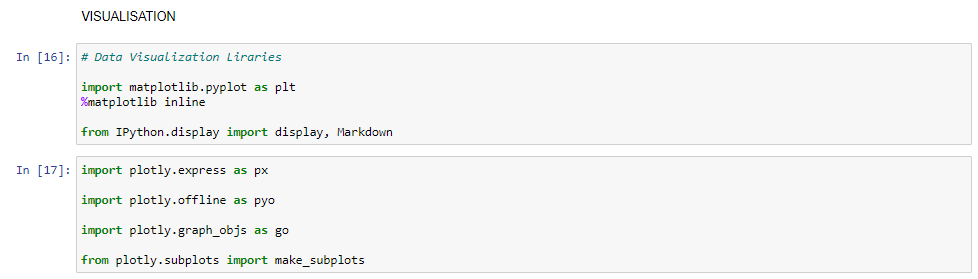 VISUALISATION
In [16]: # Data Visualization Liraries
import matplotlib.pyplot as plt
%matplotlib inline
from IPython.display import display, Markdown
In [17]: import plotly.express as px
import plotly.offline as pyo
import plotly.graph_objs as go
from plotly.subplots import make_subplots